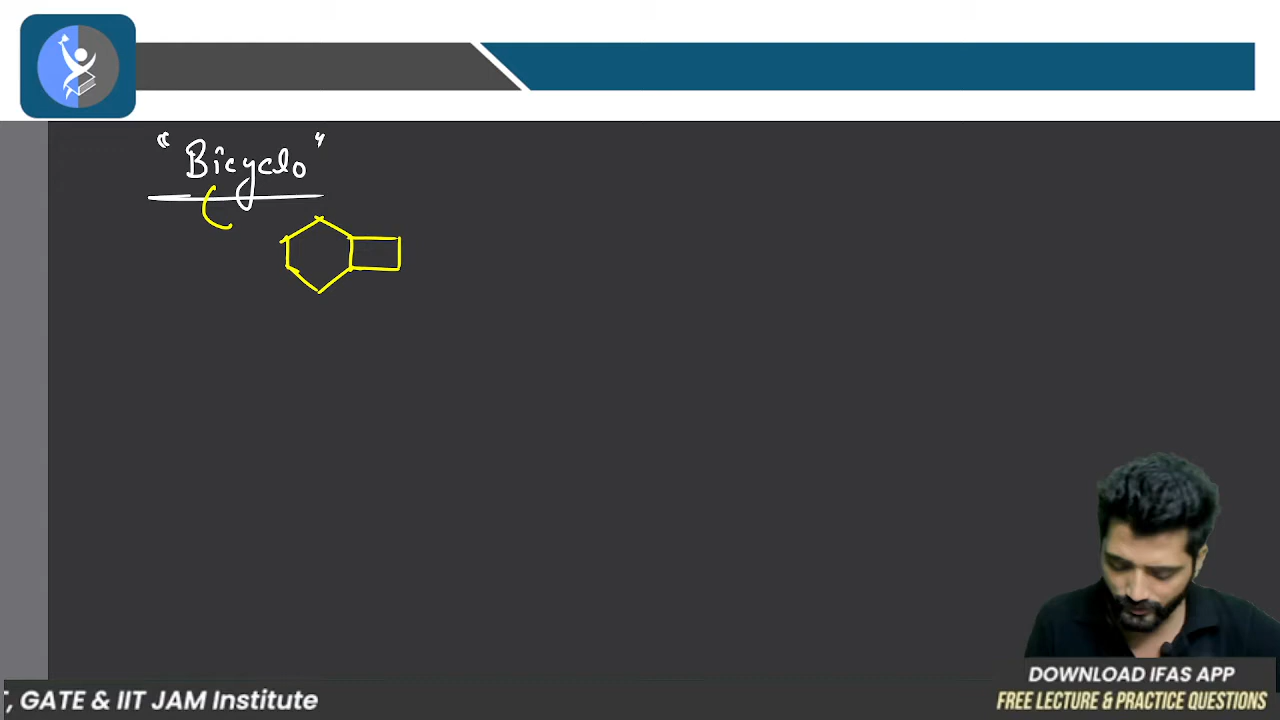 “Bicyclo”
DOWNLOAD IFAS APP
, GATE & IIT JAM Institute
FREE LECTURE & PRACTICE QUESTIONS